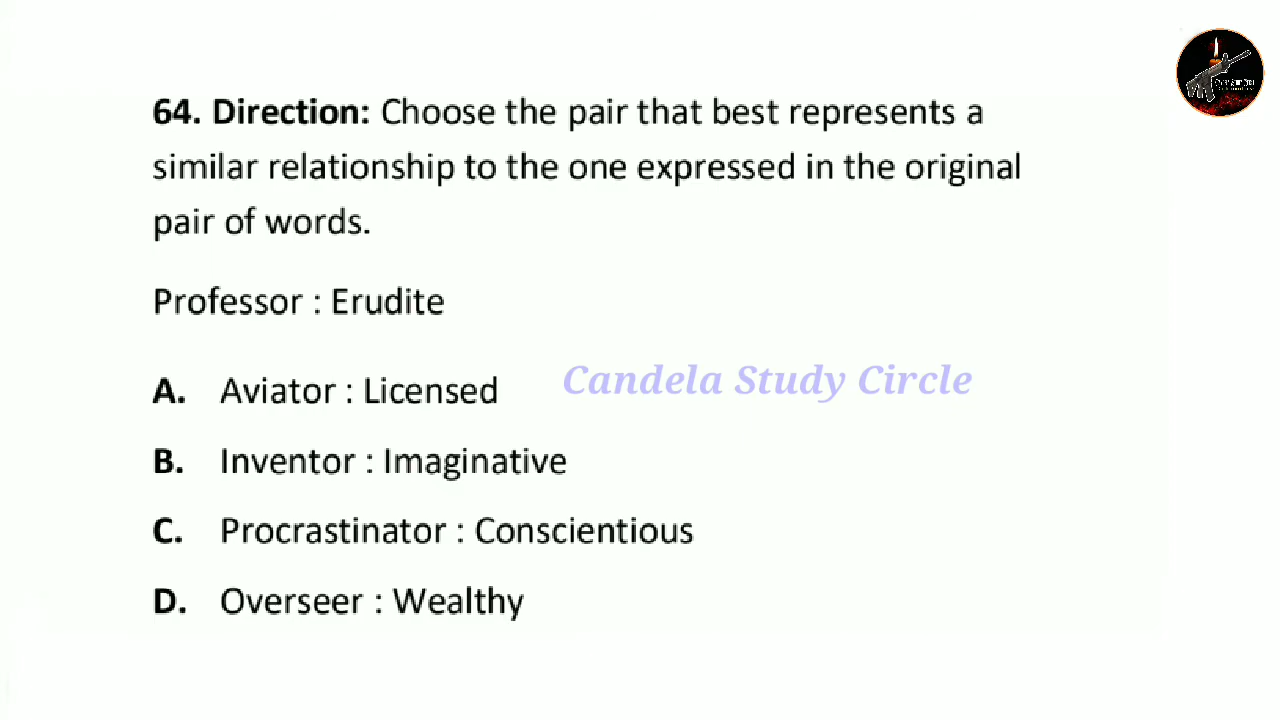 64. Direction: Choose the pair that best represents a
similar relationship to the one expressed in the original
pair of words.
Professor : Erudite
A. Aviator : Licensed
Candela Study Circle
B. Inventor : Imaginative
C. Procrastinator : Conscientious
D. Overseer : Wealthy